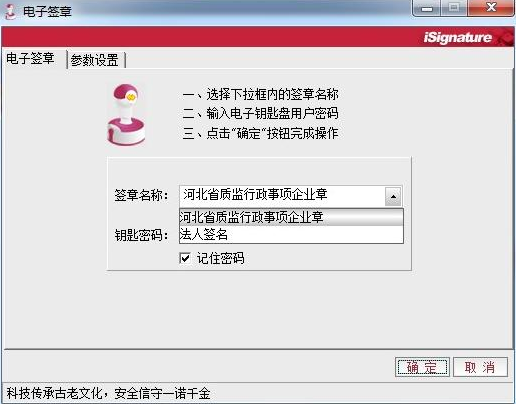 电子签章
iSignature
电子签章 参数设置
一、选择下拉框内的签章名称
二、输入电子钥匙盘用户密码
三、点击“确定”按钮完成操作
签章名称： 河北省质监行政事项企业章
河北省质监行政事项企业章
钥匙密码： 法人签名
记住密码
确定 取消
科技传承古老文化，安全信守一诺千金